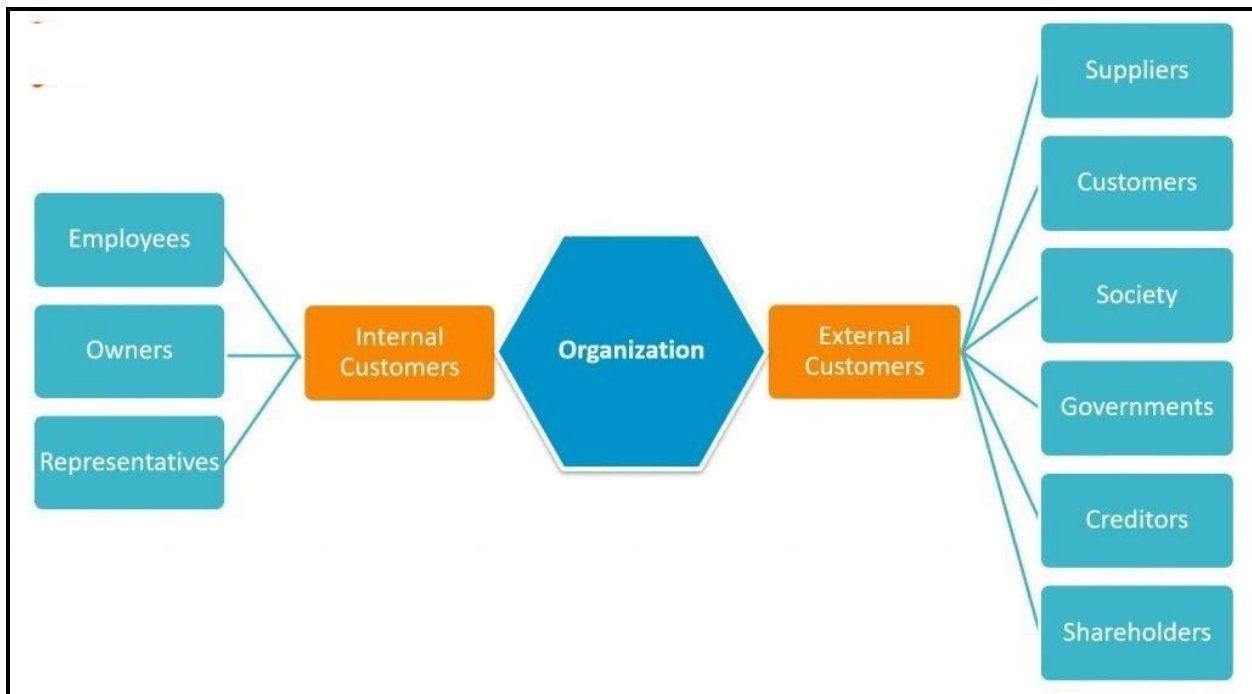 Employees
Owners
Representatives
Internal
Customers
Organization
External
Customers
Suppliers
Customers
Society
Governments
Creditors
Shareholders